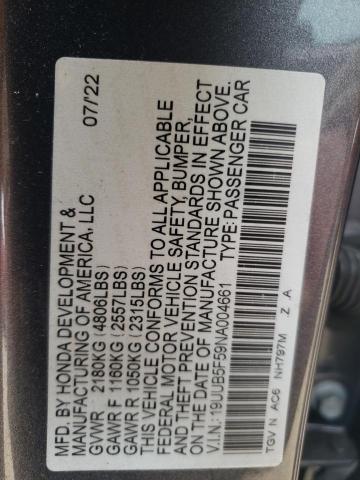 MFD. BY HONDA DEVELOPMENT & 07/22
MANUFACTURING OF AMERICA, LLC
GVWR 2180KG (4806LBS)
GAWR F 1160KG (2557LBS)
GAWR R 1050KG (2315LBS)
THIS VEHICLE CONFORMS TO ALL APPLICABLE
FEDERAL MOTOR VEHICLE SAFETY, BUMPER,
AND THEFT PREVENTION STANDARDS IN EFFECT
ON THE DATE OF MANUFACTURE SHOWN ABOVE.
V.I.N.: 19UUB5F59NA004661 TYPE: PASSENGER CAR
TGV N AC6 NH797M Z .A